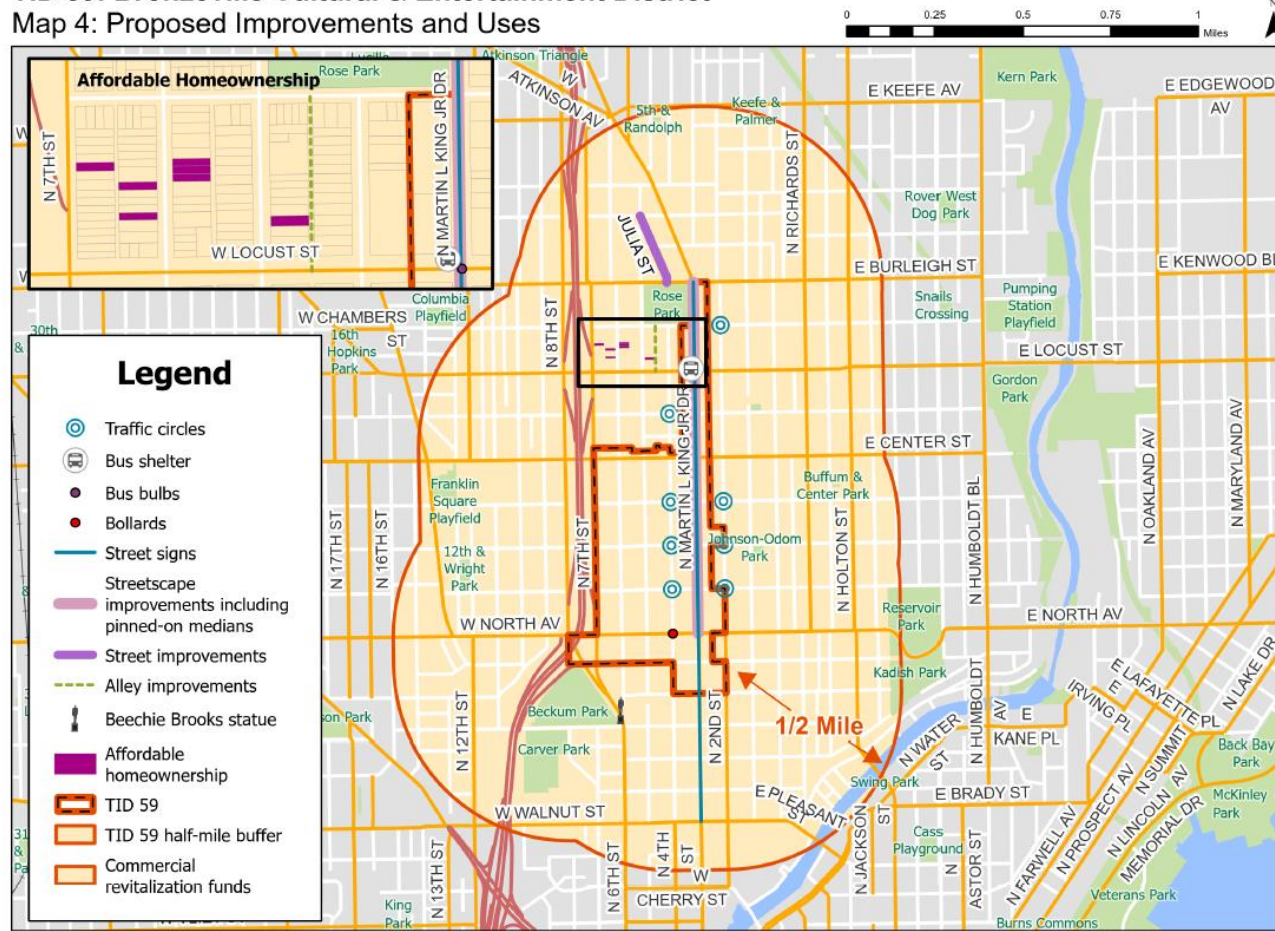 Map 4: Proposed Improvements and Uses
0 0.25 0.5 0.75 1
Miles
Affordable Homeownership
Rose Park
N 7TH ST
N MARTIN L KING JR DR
W LOCUST ST
Atkinson Triangle
W
ATKINSON AV
5th &
Randolph
Keefe &
Palmer
E KEEFE AV
Kern Park
E EDGEWOOD
AV
N RICHARDS ST
Rover West
Dog Park
JULIA ST
E BURLEIGH ST
E KENWOOD BL
Columbia
Playfield
Rose
Park
Snails
Crossing
Pumping
Station
Playfield
W CHAMBERS
ST
30th
&
16th
Hopkins
Park
N 8TH ST
E LOCUST ST
Gordon
Park
N MARTIN L KING JR DR
E CENTER ST
N OAKLAND AV
N MARYLAND AV
Franklin
Square
Playfield
Buffum &
Center Park
N HUMBOLDT BL
N 17TH ST
N 16TH ST
12th &
Wright
Park
N 7TH ST
Johnson-Odom
Park
N HOLTON ST
W NORTH AV
Reservoir
Park
E NORTH AV
Kadish Park
E LAFAYETTE PL
N LAKE DR
E
IRVING PL
Beckum Park
N 12TH ST
N 2ND ST
1/2 Mile
N WATER
ST
N HUMBOLDT
AV
E
KANE PL
N SUMMIT
AV
Back Bay
Park
Carver Park
Swing Park
E BRADY ST
N PROSPECT AV
N LINCOLN
MEMORIAL DR
McKinley
Park
W WALNUT ST
E PLEASANT
ST
N FARWELL AV
N 13TH ST
N 6TH ST
N 4TH
ST
W
CHERRY ST
N JACKSON
ST
Cass
Playground
N
ASTOR ST
Veterans Park
King
Park
Burns Commons
Legend
Traffic circles
Bus shelter
Bus bulbs
Bollards
Street signs
Streetscape
improvements including
pinned-on medians
Street improvements
Alley improvements
Beechie Brooks statue
Affordable
homeownership
TID 59
TID 59 half-mile buffer
Commercial
revitalization funds